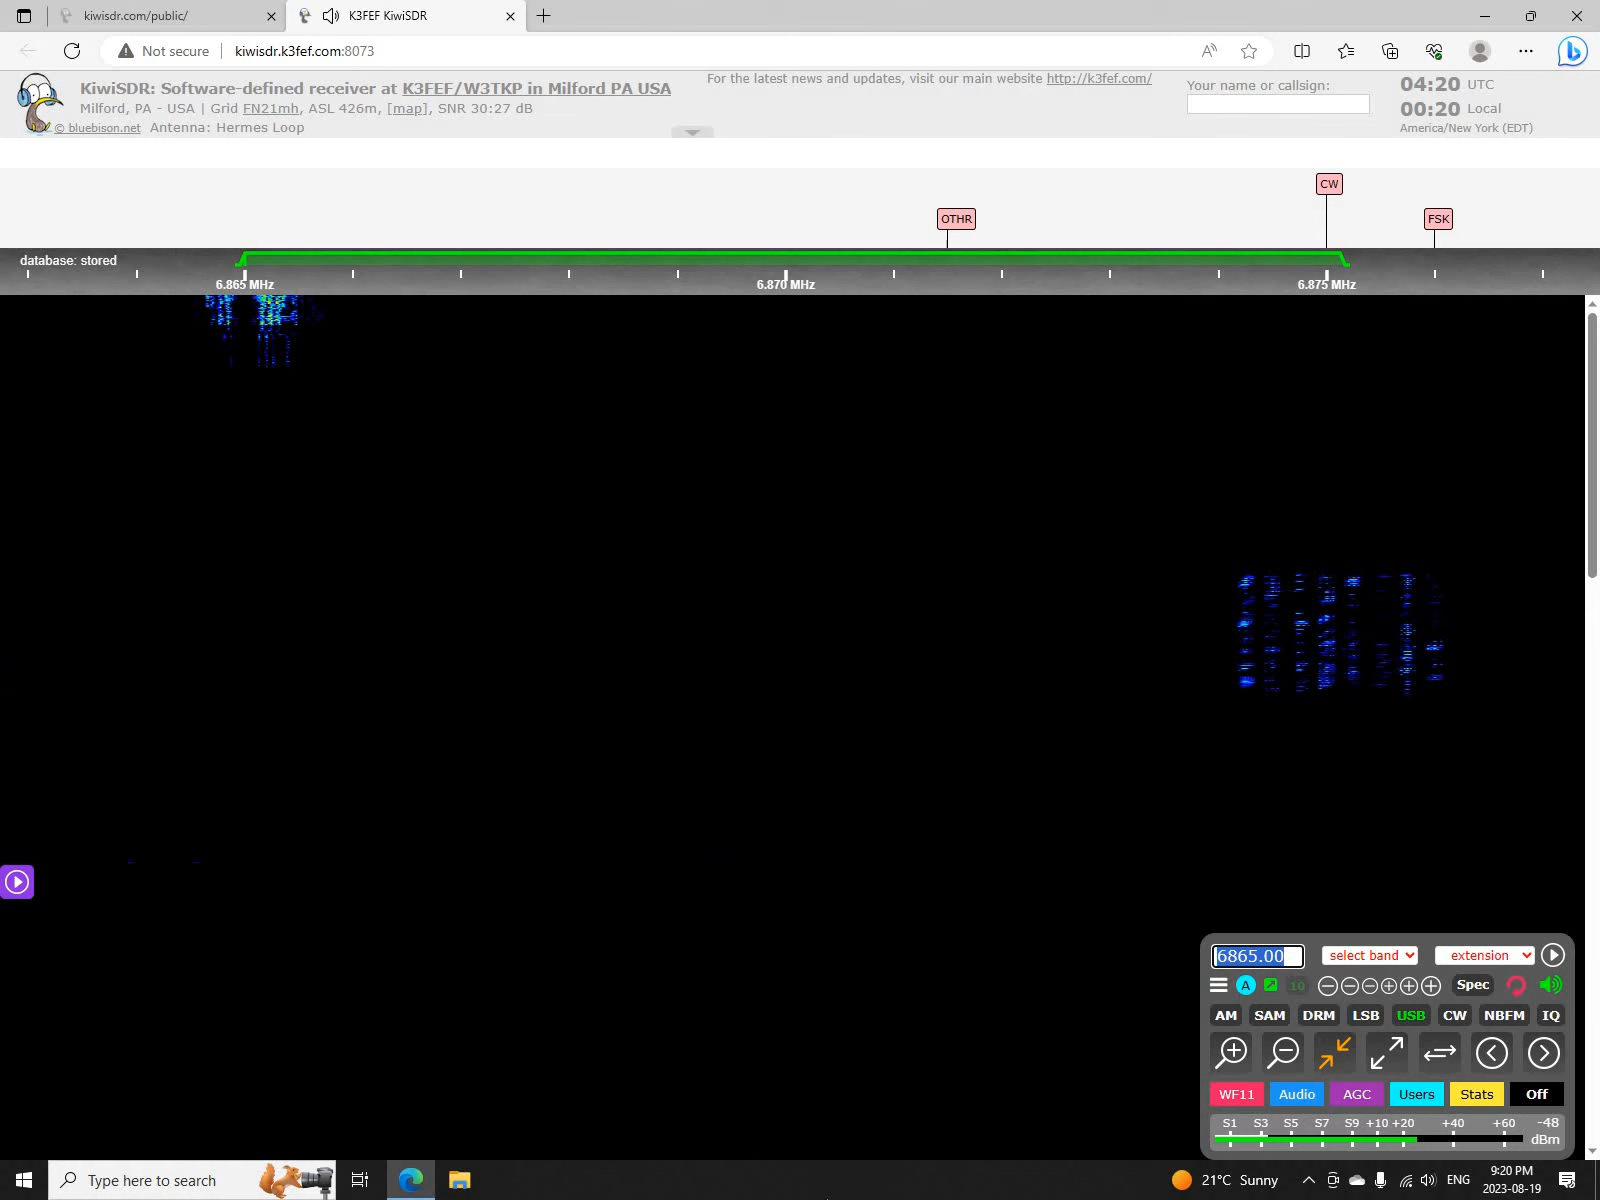 kiwisdr.com/public/
K3FEF KiwiSDR
Not secure
kiwisdr.k3fef.com:8073
KiwiSDR: Software-defined receiver at K3FEF/W3TKP in Milford PA USA
Milford, PA - USA | Grid FN21mh, ASL 426m, [map], SNR 30:27 dB
© bluebison.net Antenna: Hermes Loop
For the latest news and updates, visit our main website http://k3fef.com/
Your name or callsign:
04:20 UTC
00:20 Local
America/New York (EDT)
CW
OTHR
FSK
database: stored
6.865 MHz
6.870 MHz
6.875 MHz
6865.00
select band
extension
A
10
Spec
AM SAM DRM LSB USB CW NBFM IQ
WF11 Audio AGC Users Stats Off
S1 S3 S5 S7 S9 +10 +20 +40 +60 -48
dBm
Type here to search
21°C Sunny
ENG
9:20 PM
2023-08-19